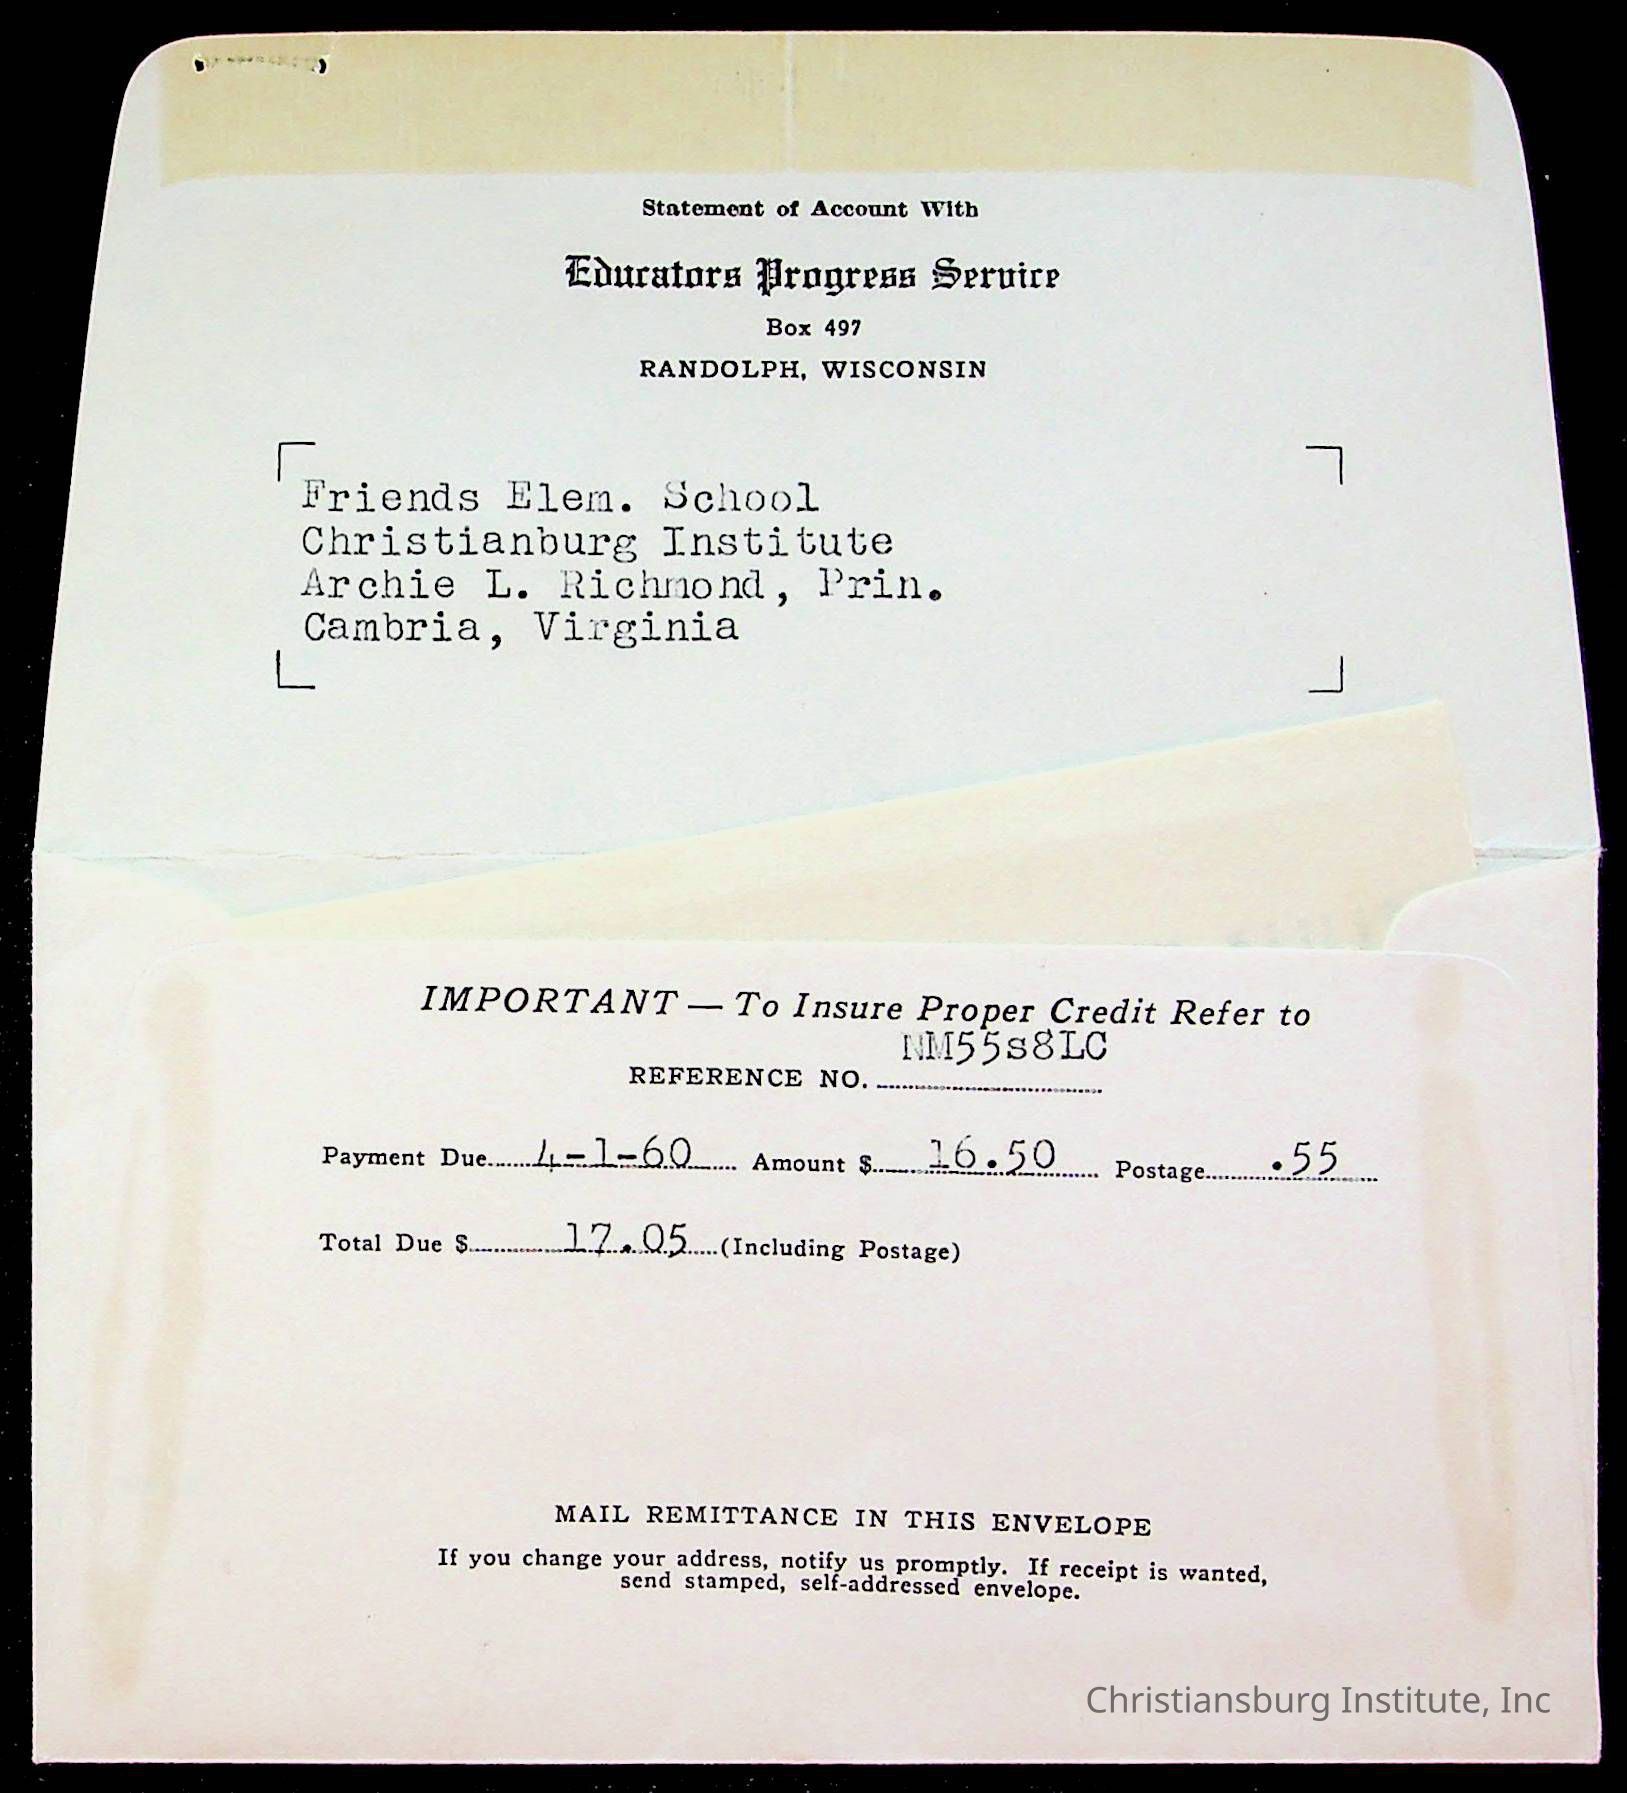 Statement of Account With
Educators Progress Service
Box 497
RANDOLPH, WISCONSIN
Friends Elem. School
Christianburg Institute
Archie L. Richmond, Prin.
Cambria, Virginia
IMPORTANT — To Insure Proper Credit Refer to
NM55s8LC
REFERENCE NO.
Payment Due 4-1-60 Amount $ 16.50 Postage .55
Total Due $ 17.05 (Including Postage)
MAIL REMITTANCE IN THIS ENVELOPE
If you change your address, notify us promptly. If receipt is wanted,
send stamped, self-addressed envelope.
Christiansburg Institute, Inc